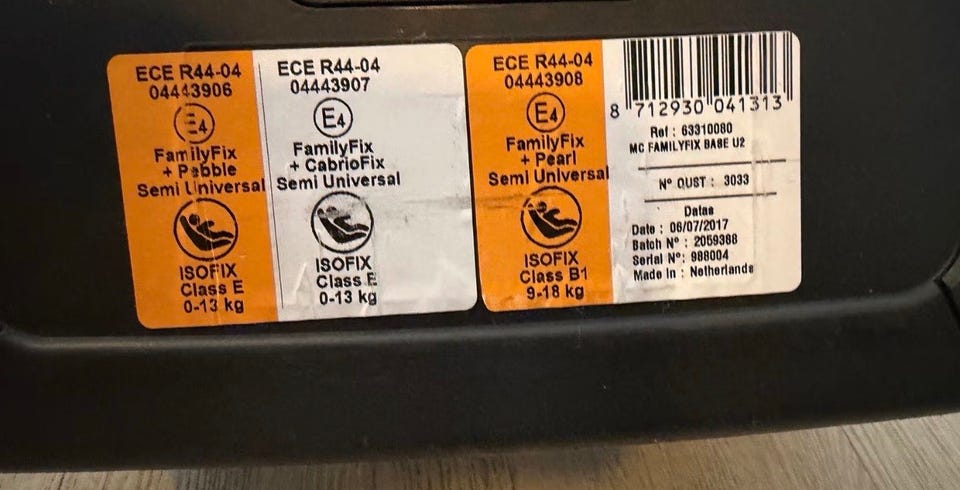 ECE R44-04
04443906
E4
FamilyFix
+ Pebble
Semi Universal
ISOFIX
Class E
0-13 kg
ECE R44-04
04443907
E4
FamilyFix
+ CabrioFix
Semi Universal
ISOFIX
Class E
0-13 kg
ECE R44-04
04443908
E4
FamilyFix
+ Pearl
Semi Universal
ISOFIX
Class B1
9-18 kg
8 712930 041313
Ref : 63310080
MC FAMILYFIX BASE U2
N° OUST : 3033
Datas
Date : 06/07/2017
Batch N° : 2059388
Serial N° : 988004
Made in : Netherlands